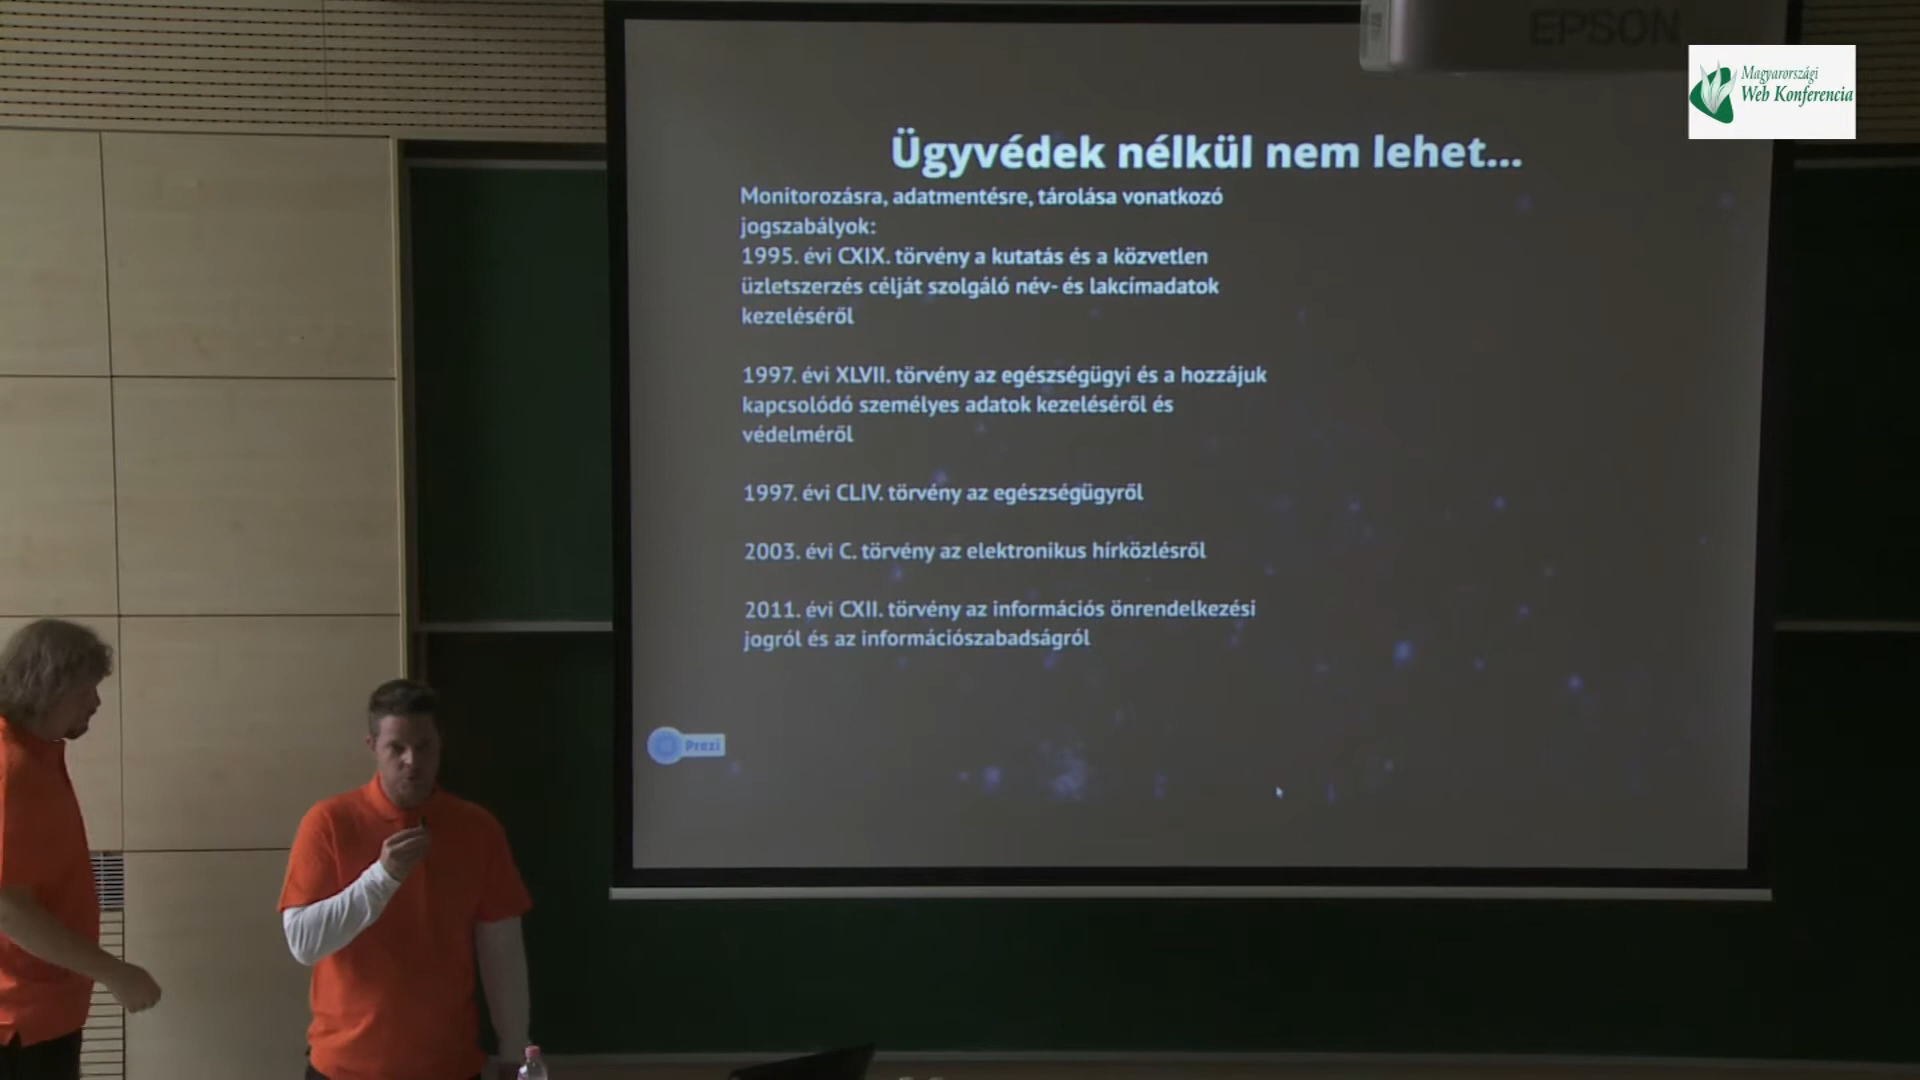 EPSON
Magyarországi
Web Konferencia
Ügyvédek nélkül nem lehet...
Monitorozásra, adatmentésre, tárolása vonatkozó
jogszabályok:
1995. évi CXIX. törvény a kutatás és a közvetlen
üzletszerzés célját szolgáló név- és lakcímadatok
kezeléséről
1997. évi XLVII. törvény az egészségügyi és a hozzájuk
kapcsolódó személyes adatok kezeléséről és
védelméről
1997. évi CLIV. törvény az egészségügyről
2003. évi C. törvény az elektronikus hírközlésről
2011. évi CXII. törvény az információs önrendelkezési
jogról és az információszabadságról
Prezi